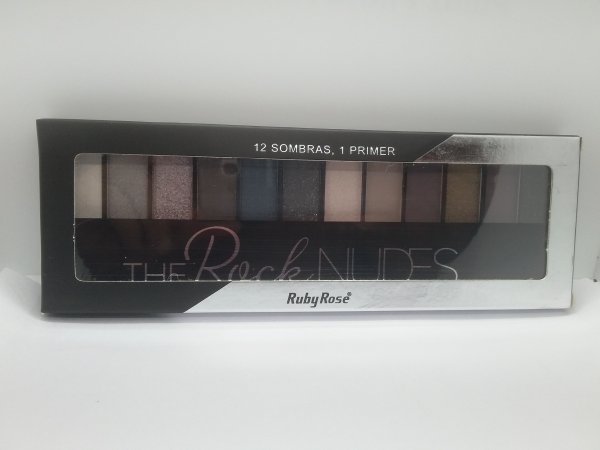 12 SOMBRAS, 1 PRIMER
THE Rock NUDES
Ruby Rose®